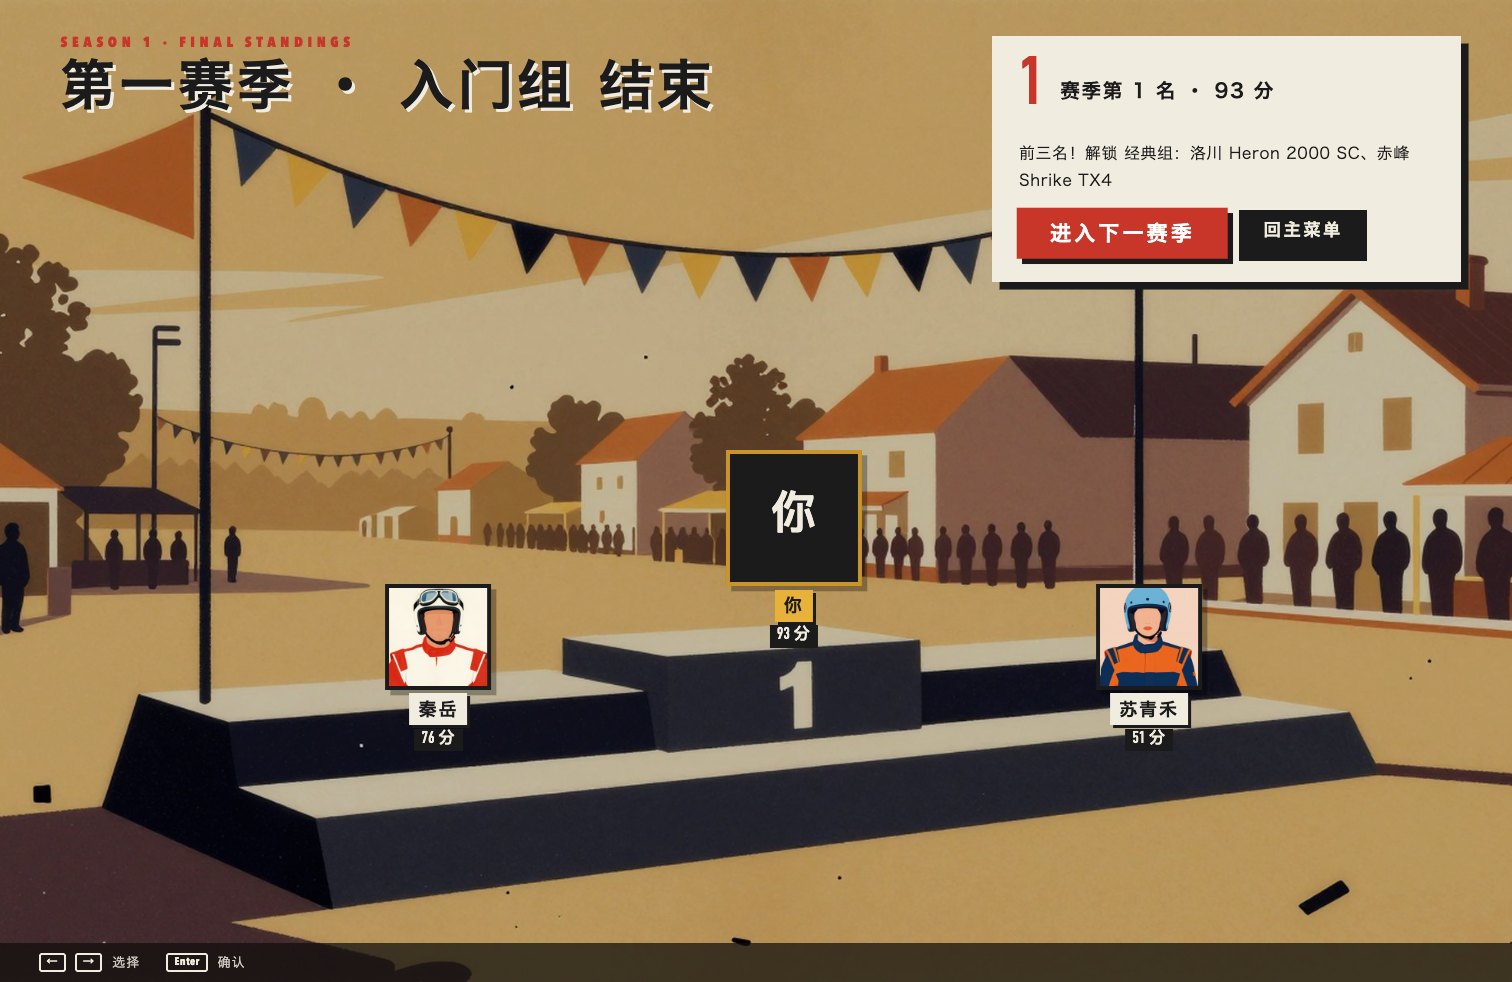 SEASON 1 · FINAL STANDINGS
第一赛季 · 入门组 结束
1 赛季第 1 名 · 93 分
前三名！解锁 经典组：洛川 Heron 2000 SC、赤峰
Shrike TX4
进入下一赛季 回主菜单
你
你
93 分
1
秦岳
76 分
苏青禾
51 分
← → 选择 Enter 确认